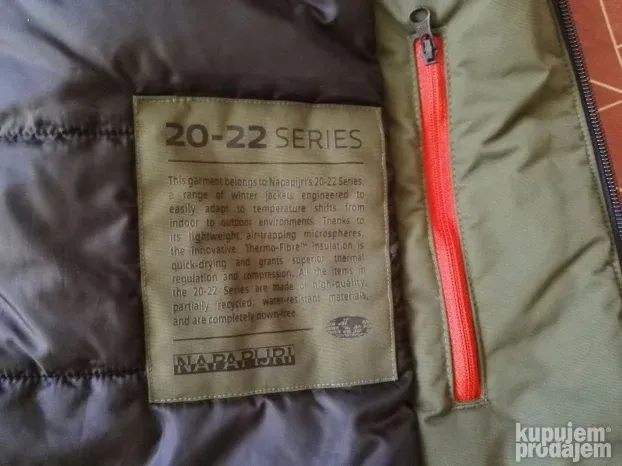 20-22 SERIES
This garment belongs to Napapijri's 20-22 Series,
a range of winter jackets engineered to
easily adapt to temperature shifts from
indoor to outdoor environments. Thanks to
its lightweight air-trapping microspheres,
the innovative Thermo-Fibre™ insulation is
quick-drying and grants superior thermal
regulation and compression. All the items in
the 20-22 Series are made of high-quality,
partially recycled, water-resistant materials,
and are completely down-free.
NAPAPIJRI
kupujem
prodajem